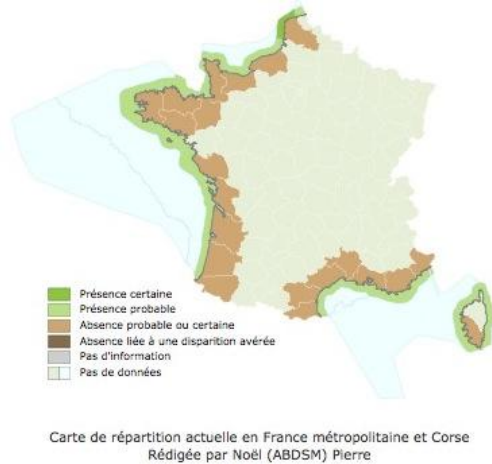 Présence certaine
Présence probable
Absence probable ou certaine
Absence liée à une disparition avérée
Pas d'information
Pas de données
Carte de répartition actuelle en France métropolitaine et Corse
Rédigée par Noël (ABDSM) Pierre